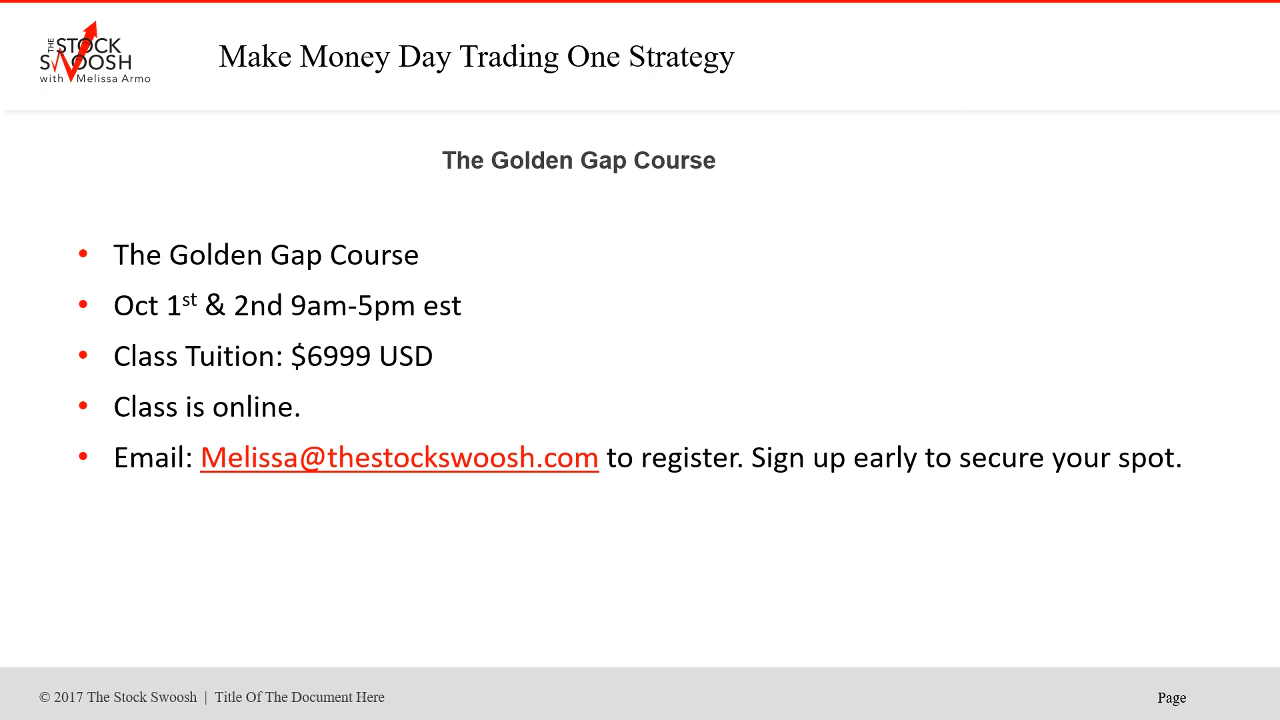 THE
STOCK
SWOOSH
with Melissa Armo
Make Money Day Trading One Strategy
The Golden Gap Course
• The Golden Gap Course
• Oct 1st & 2nd 9am-5pm est
• Class Tuition: $6999 USD
• Class is online.
• Email: Melissa@thestockswoosh.com to register. Sign up early to secure your spot.
© 2017 The Stock Swoosh | Title Of The Document Here
Page